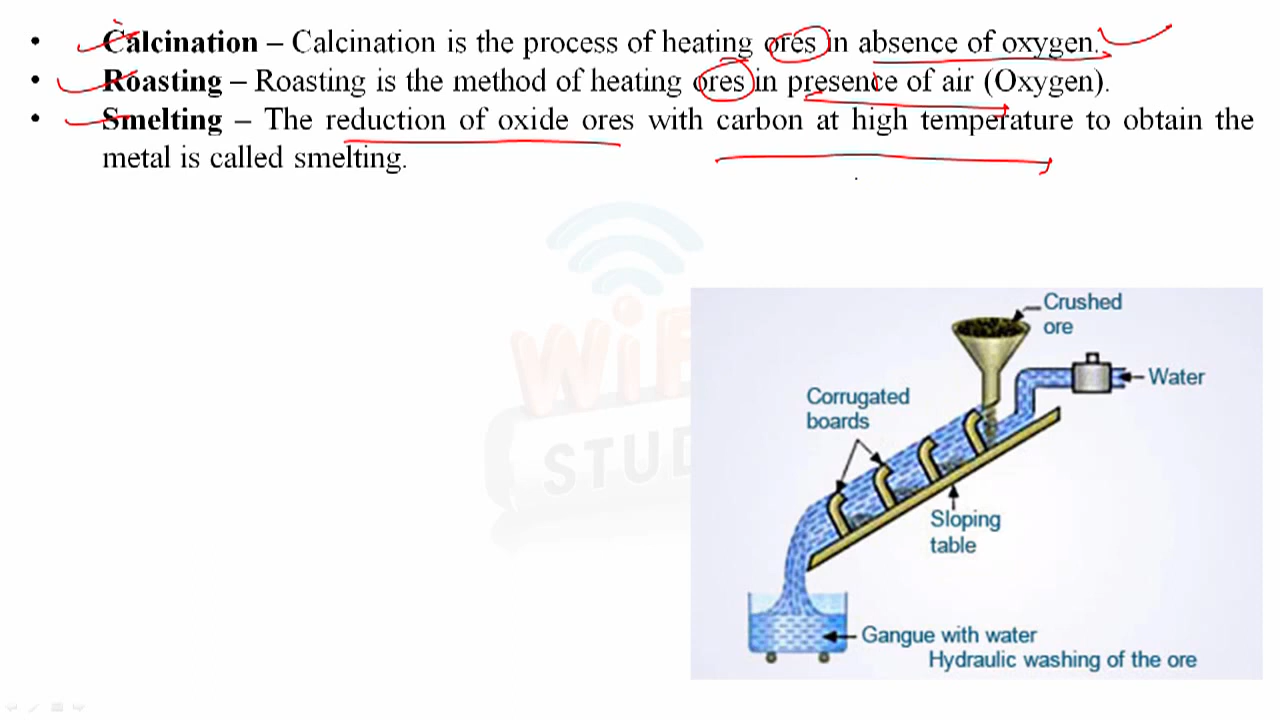 • Calcination – Calcination is the process of heating ores in absence of oxygen.
• Roasting – Roasting is the method of heating ores in presence of air (Oxygen).
• Smelting – The reduction of oxide ores with carbon at high temperature to obtain the
metal is called smelting.
WiF
STUD
Crushed
ore
Water
Corrugated
boards
Sloping
table
Gangue with water
Hydraulic washing of the ore